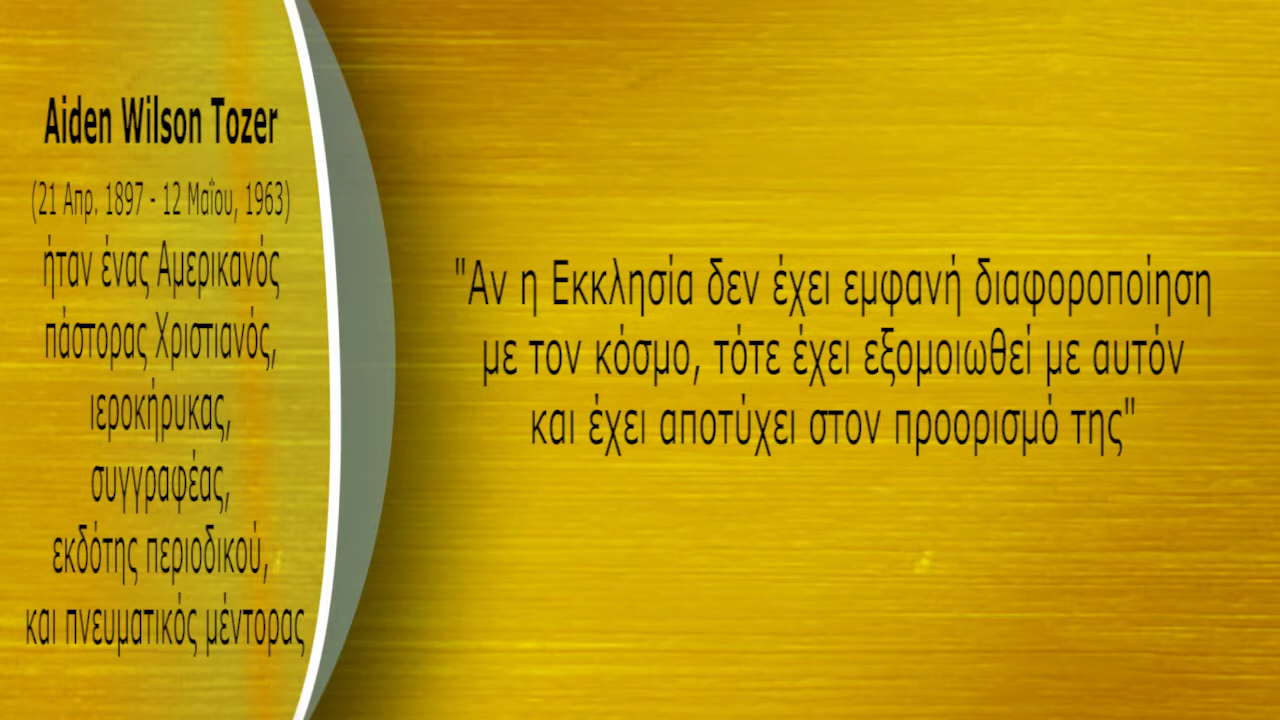 Aiden Wilson Tozer
(21 Απρ. 1897 - 12 Μαΐου, 1963)
ήταν ένας Αμερικανός
πάστορας Χριστιανός,
ιεροκήρυκας,
συγγραφέας,
εκδότης περιοδικού,
και πνευματικός μέντορας
"Αν η Εκκλησία δεν έχει εμφανή διαφοροποίηση
με τον κόσμο, τότε έχει εξομοιωθεί με αυτόν
και έχει αποτύχει στον προορισμό της"